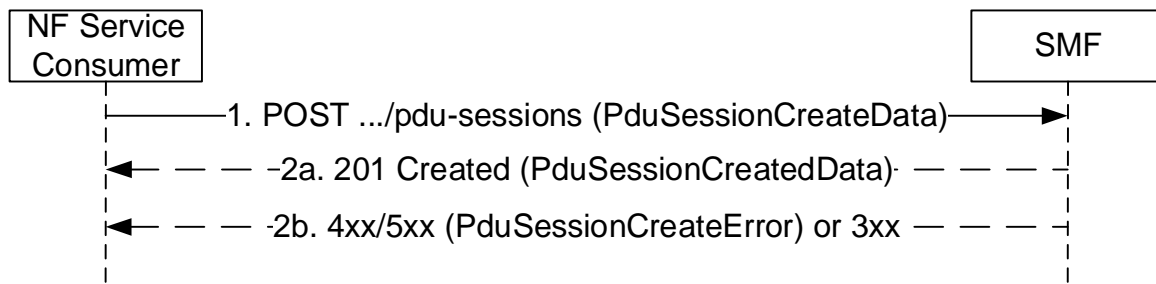 NF Service
Consumer
SMF
1. POST .../pdu-sessions (PduSessionCreateData)
2a. 201 Created (PduSessionCreatedData)
2b. 4xx/5xx (PduSessionCreateError) or 3xx